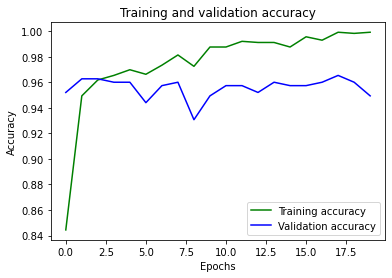 Training and validation accuracy
1.00
0.98
0.96
0.94
0.92
0.90
0.88
0.86
0.84
Accuracy
Training accuracy
Validation accuracy
0.0 2.5 5.0 7.5 10.0 12.5 15.0 17.5
Epochs